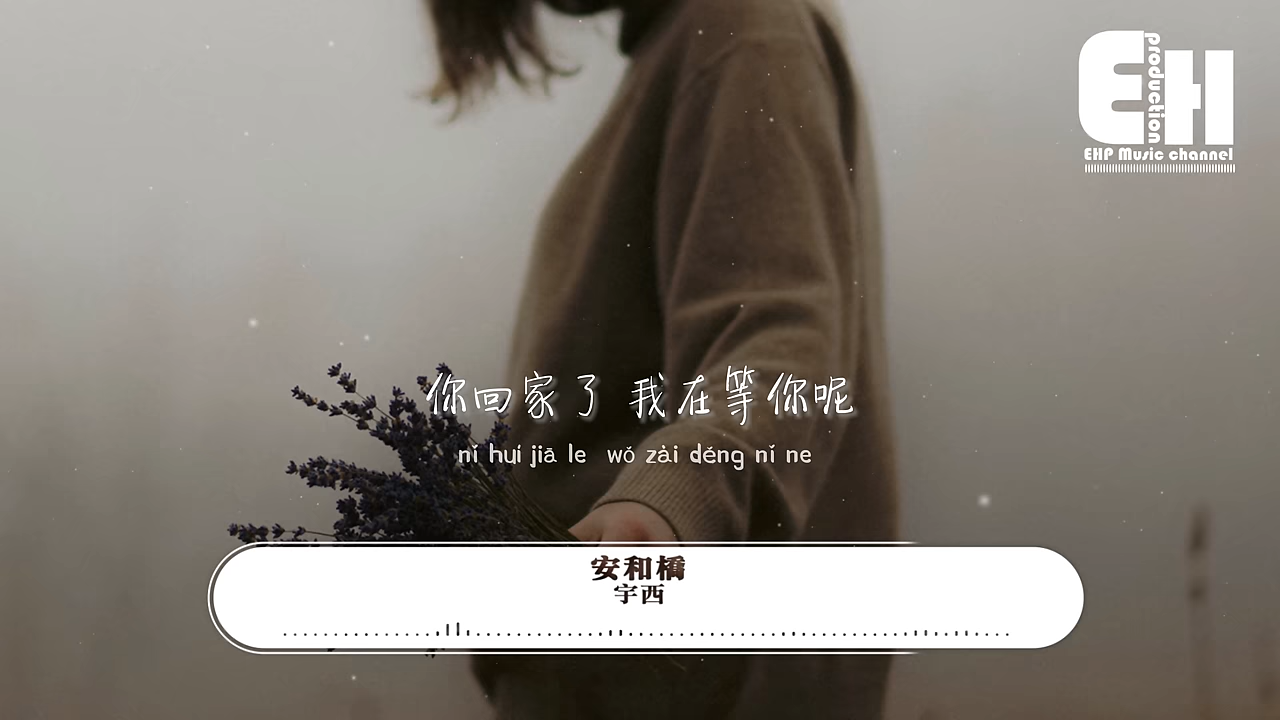 EH
production
EHP Music channel
你回家了 我在等你呢
nǐ huí jiā le wǒ zài děng nǐ ne
安和橋
宇西